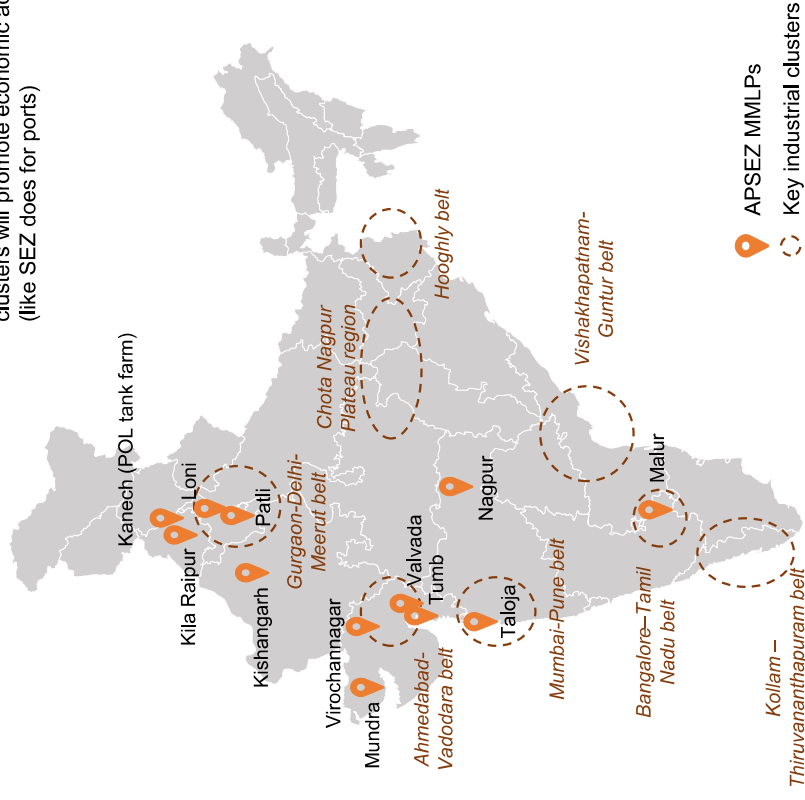 clusters will promote economic
(like SEZ does for ports)
Kanech (POL tank farm)
Loni
Kila Raipur
Patli
Kishangarh
Gurgaon-Delhi-
Meerut belt
Virochannagar
Mundra
Valvada
Tumb
Ahmedabad-
Vadodara belt
Chota Nagpur
Plateau region
Hooghly belt
Nagpur
Taloja
Mumbai-Pune belt
Vishakhapatnam-
Guntur belt
Malur
Bangalore–Tamil
Nadu belt
Kollam –
Thiruvananthapuram belt
APSEZ MMLPs
Key industrial clusters